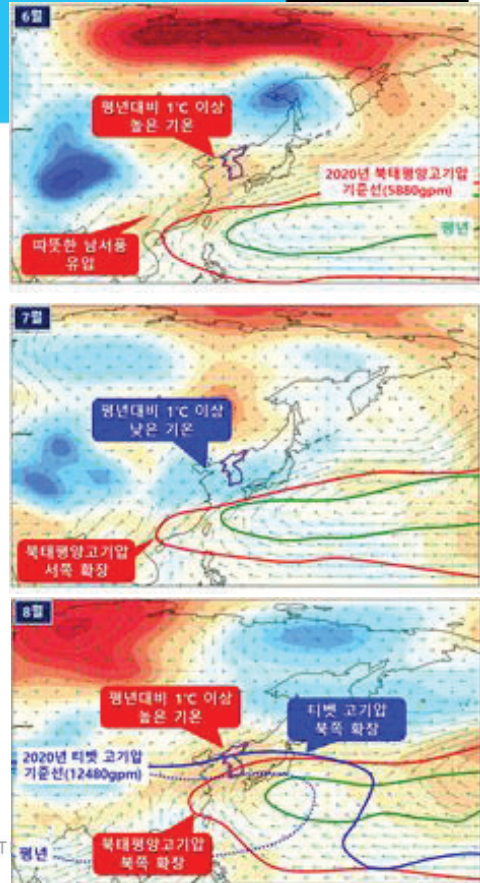 6월
평년대비 1℃ 이상
높은 기온
2020년 북태평양고기압
기준선(5880gpm)
평년
따뜻한 남서풍
유입
7월
평년대비 1℃ 이상
낮은 기온
북태평양고기압
서쪽 확장
8월
평년대비 1℃ 이상
높은 기온
티벳 고기압
북쪽 확장
2020년 티벳 고기압
기준선(12480gpm)
북태평양고기압
북쪽 확장
T
평년